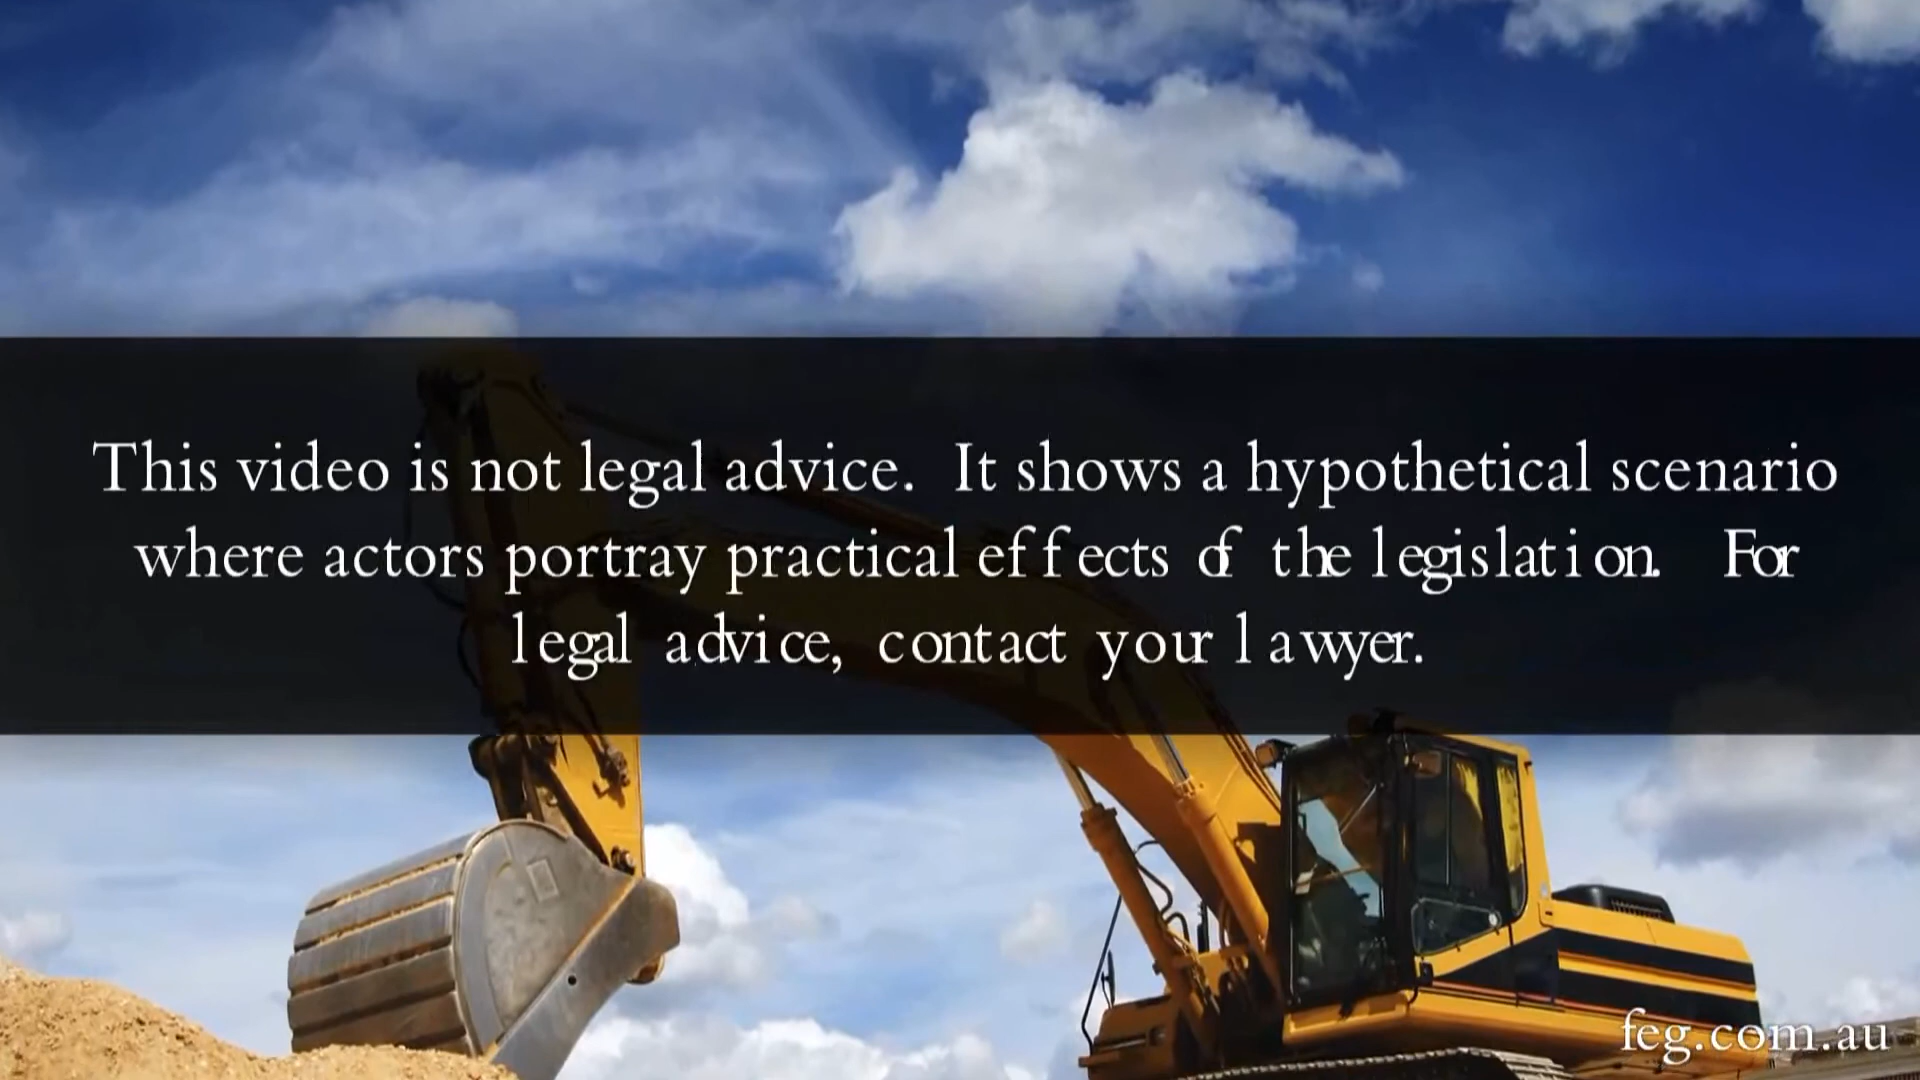 This video is not legal advice. It shows a hypothetical scenario
where actors portray practical effects of the legislation. For
legal advice, contact your lawyer.
feg.com.au